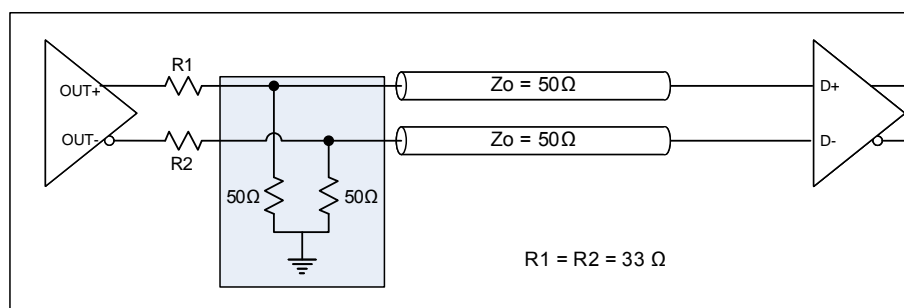 R1
OUT+
Zo = 50Ω
D+
OUT-
Zo = 50Ω
D-
R2
50Ω
50Ω
R1 = R2 = 33 Ω